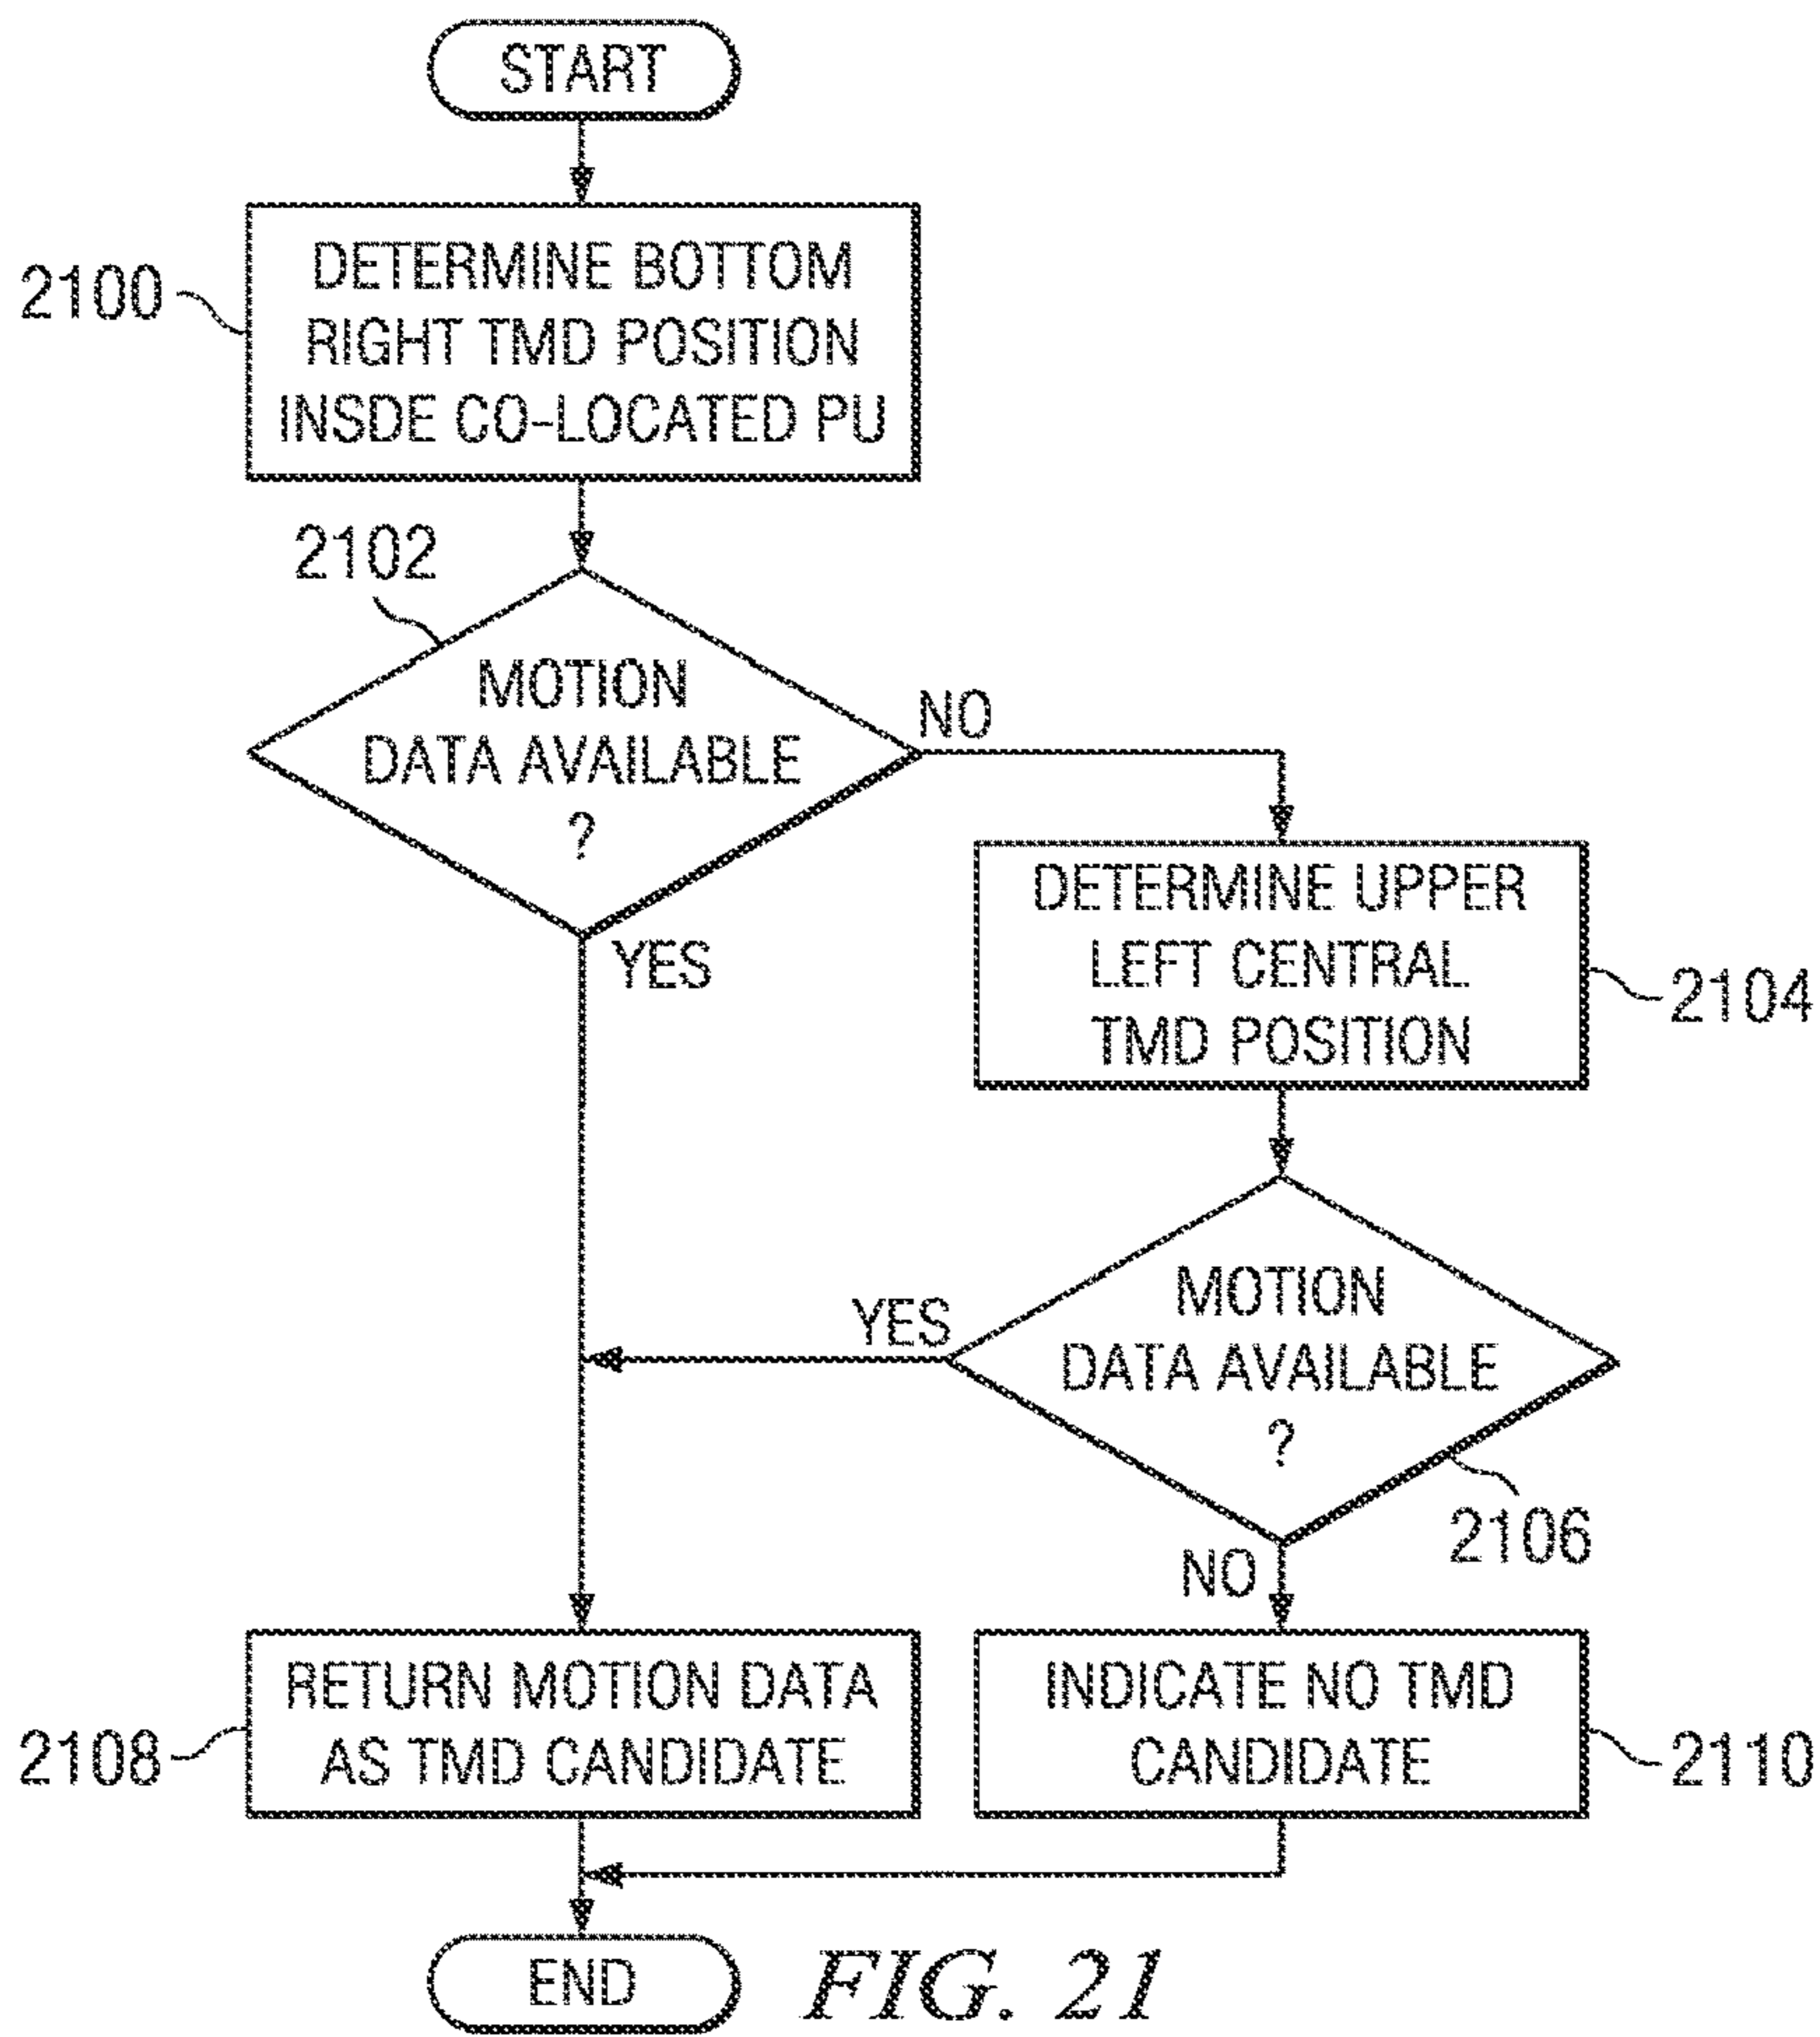 START
2100
DETERMINE BOTTOM
RIGHT TMD POSITION
INSDE CO-LOCATED PU
2102
MOTION
DATA AVAILABLE
?
NO
YES
DETERMINE UPPER
LEFT CENTRAL
TMD POSITION
2104
MOTION
DATA AVAILABLE
?
YES
2106
NO
2108
RETURN MOTION DATA
AS TMD CANDIDATE
INDICATE NO TMD
CANDIDATE
2110
END
FIG. 21